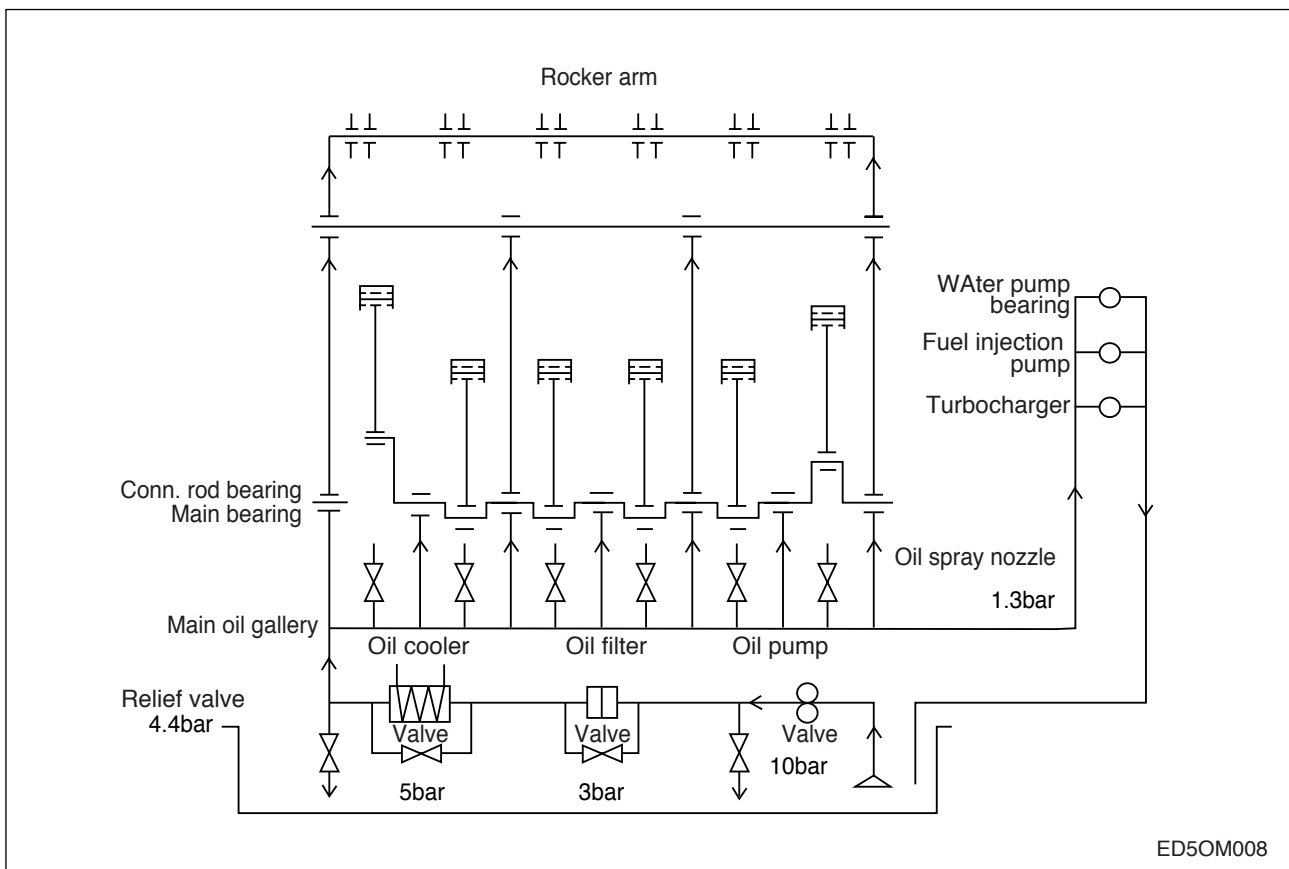 Rocker arm
WAter pump
bearing
Fuel injection
pump
Turbocharger
Conn. rod bearing
Main bearing
Oil spray nozzle
1.3bar
Main oil gallery
Oil cooler
Oil filter
Oil pump
Relief valve
4.4bar
Valve
Valve
Valve
5bar
3bar
10bar
ED5OM008